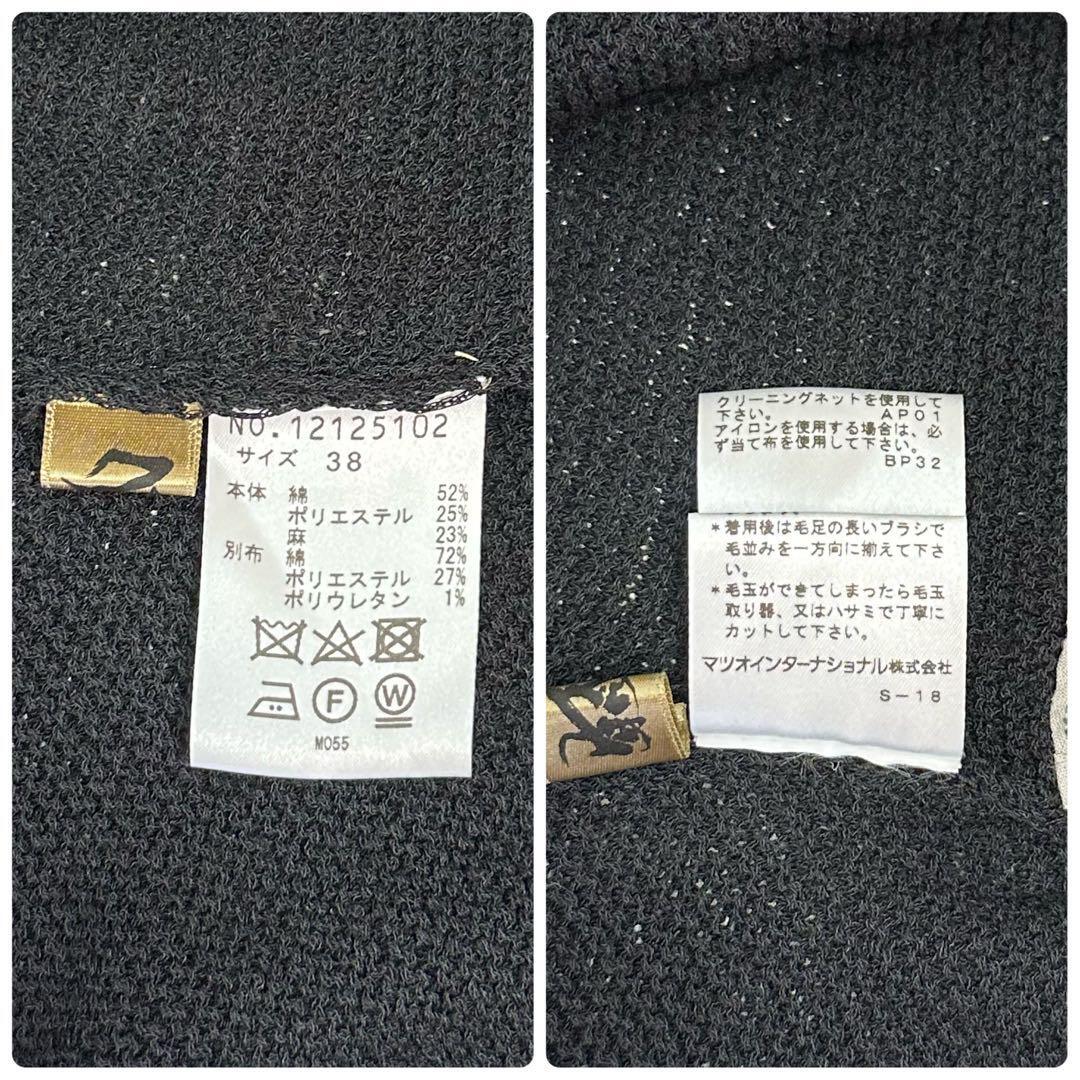 NO.12125102
サイズ 38
本体 綿 52%
ポリエステル 25%
麻 23%
別布 綿 72%
ポリエステル 27%
ポリウレタン 1%
F W
M055
クリーニングネットを使用して
下さい。 AP01
アイロンを使用する場合は、必
ず当て布を使用して下さい。
BP32
*着用後は毛足の長いブラシで
毛並みを一方向に揃えて下さ
い。
*毛玉ができてしまったら毛玉
取り器、又はハサミで丁寧に
カットして下さい。
マツオインターナショナル株式会社
S-18